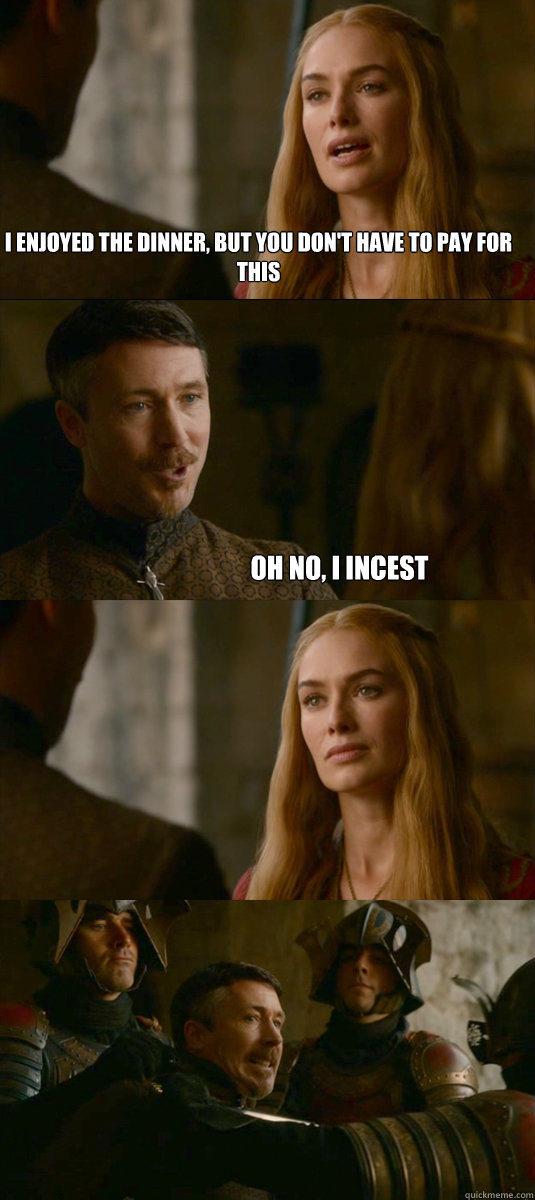 I ENJOYED THE DINNER, BUT YOU DON'T HAVE TO PAY FOR
THIS
OH NO, I INCEST
quickmeme.com